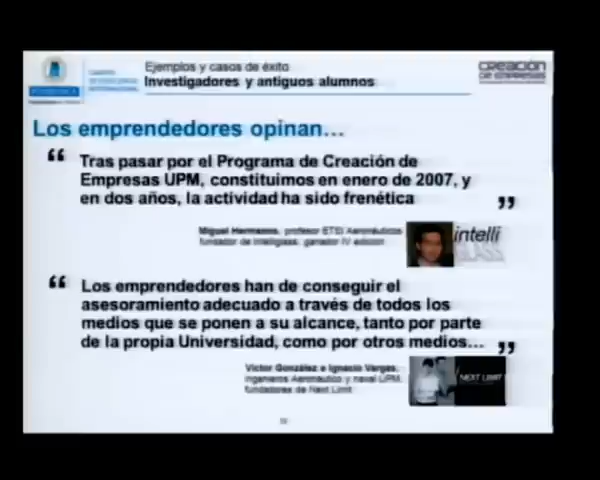 Ejemplos y casos de éxito
Investigadores y antiguos alumnos
CREACIÓN
DE EMPRESAS
Los emprendedores opinan...
“ Tras pasar por el Programa de Creación de
Empresas UPM, constituimos en enero de 2007, y
en dos años, la actividad ha sido frenética ”
Miguel Hermanns, profesor ETSI Aeronáuticos
fundador de Intelliglass, ganador IV edición
intelli
GLASS
“ Los emprendedores han de conseguir el
asesoramiento adecuado a través de todos los
medios que se ponen a su alcance, tanto por parte
de la propia Universidad, como por otros medios... ”
Víctor González e Ignacio Vargas,
ingenieros Aeronáutico y naval UPM,
fundadores de Next Limit
NEXT LIMIT